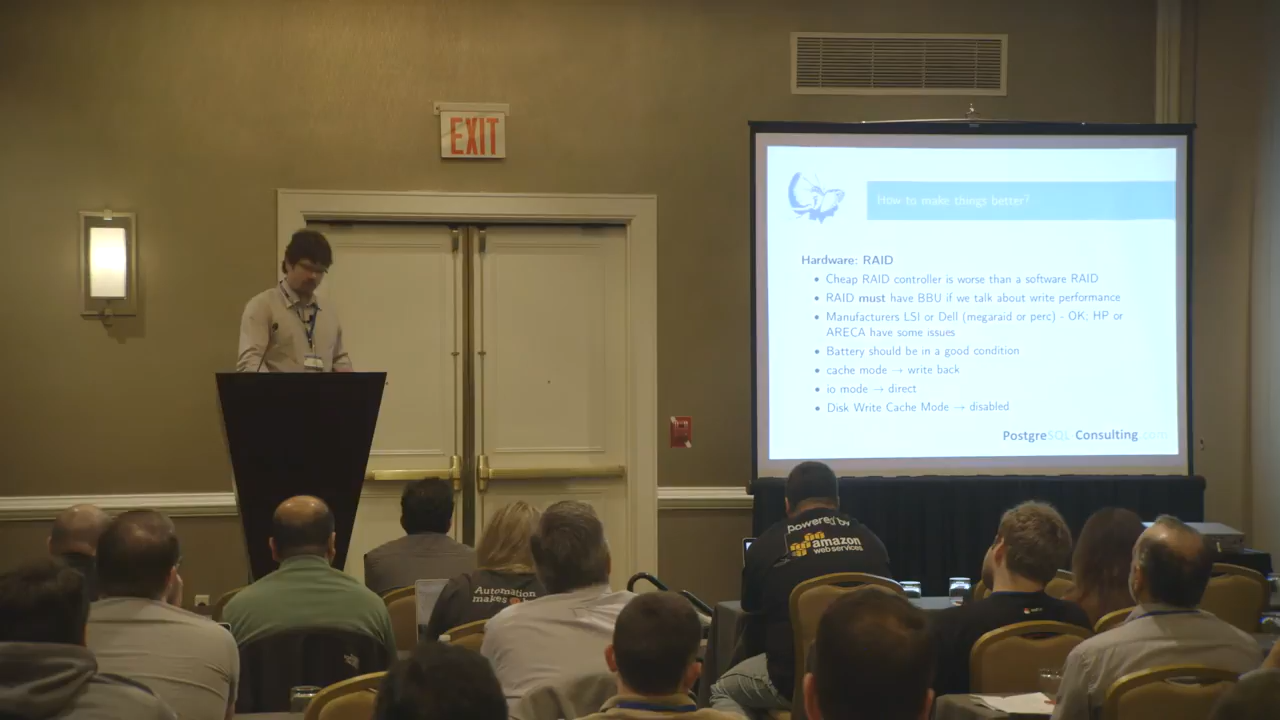 EXIT
How to make things better?
Hardware: RAID
• Cheap RAID controller is worse than a software RAID
• RAID must have BBU if we talk about write performance
• Manufacturers LSI or Dell (megaraid or perc) - OK; HP or
ARECA have some issues
• Battery should be in a good condition
• cache mode → write back
• io mode → direct
• Disk Write Cache Mode → disabled
PostgreSQL Consulting.com
powered by
amazon
webservices
Automation
makes